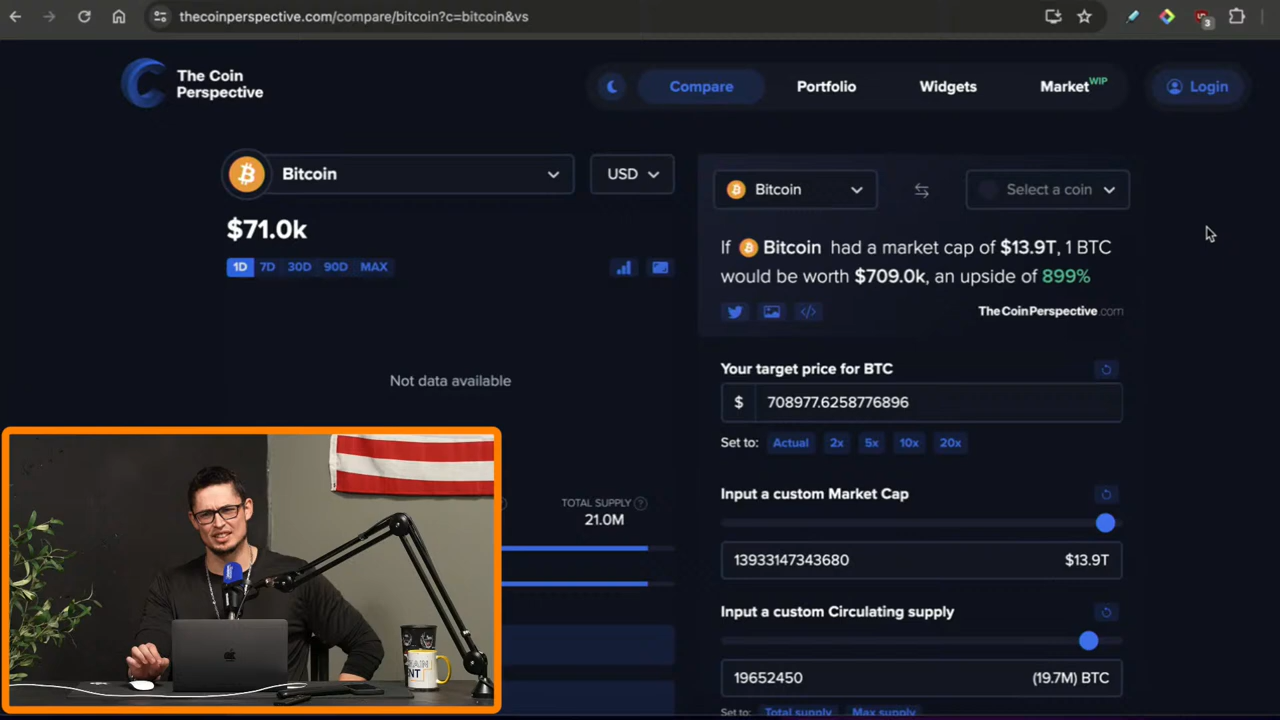 thecoinperspective.com/compare/bitcoin?c=bitcoin&vs
3
The Coin
Perspective
Compare
Portfolio
Widgets
Market WIP
Login
Bitcoin
USD
$71.0k
1D 7D 30D 90D MAX
Not data available
TOTAL SUPPLY ?
21.0M
Bitcoin
Select a coin
If Bitcoin had a market cap of $13.9T, 1 BTC
would be worth $709.0k, an upside of 899%
TheCoinPerspective.com
Your target price for BTC
$ 708977.6258776896
Set to: Actual 2x 5x 10x 20x
Input a custom Market Cap
13933147343680 $13.9T
Input a custom Circulating supply
19652450 (19.7M) BTC
Set to: Total supply Max supply